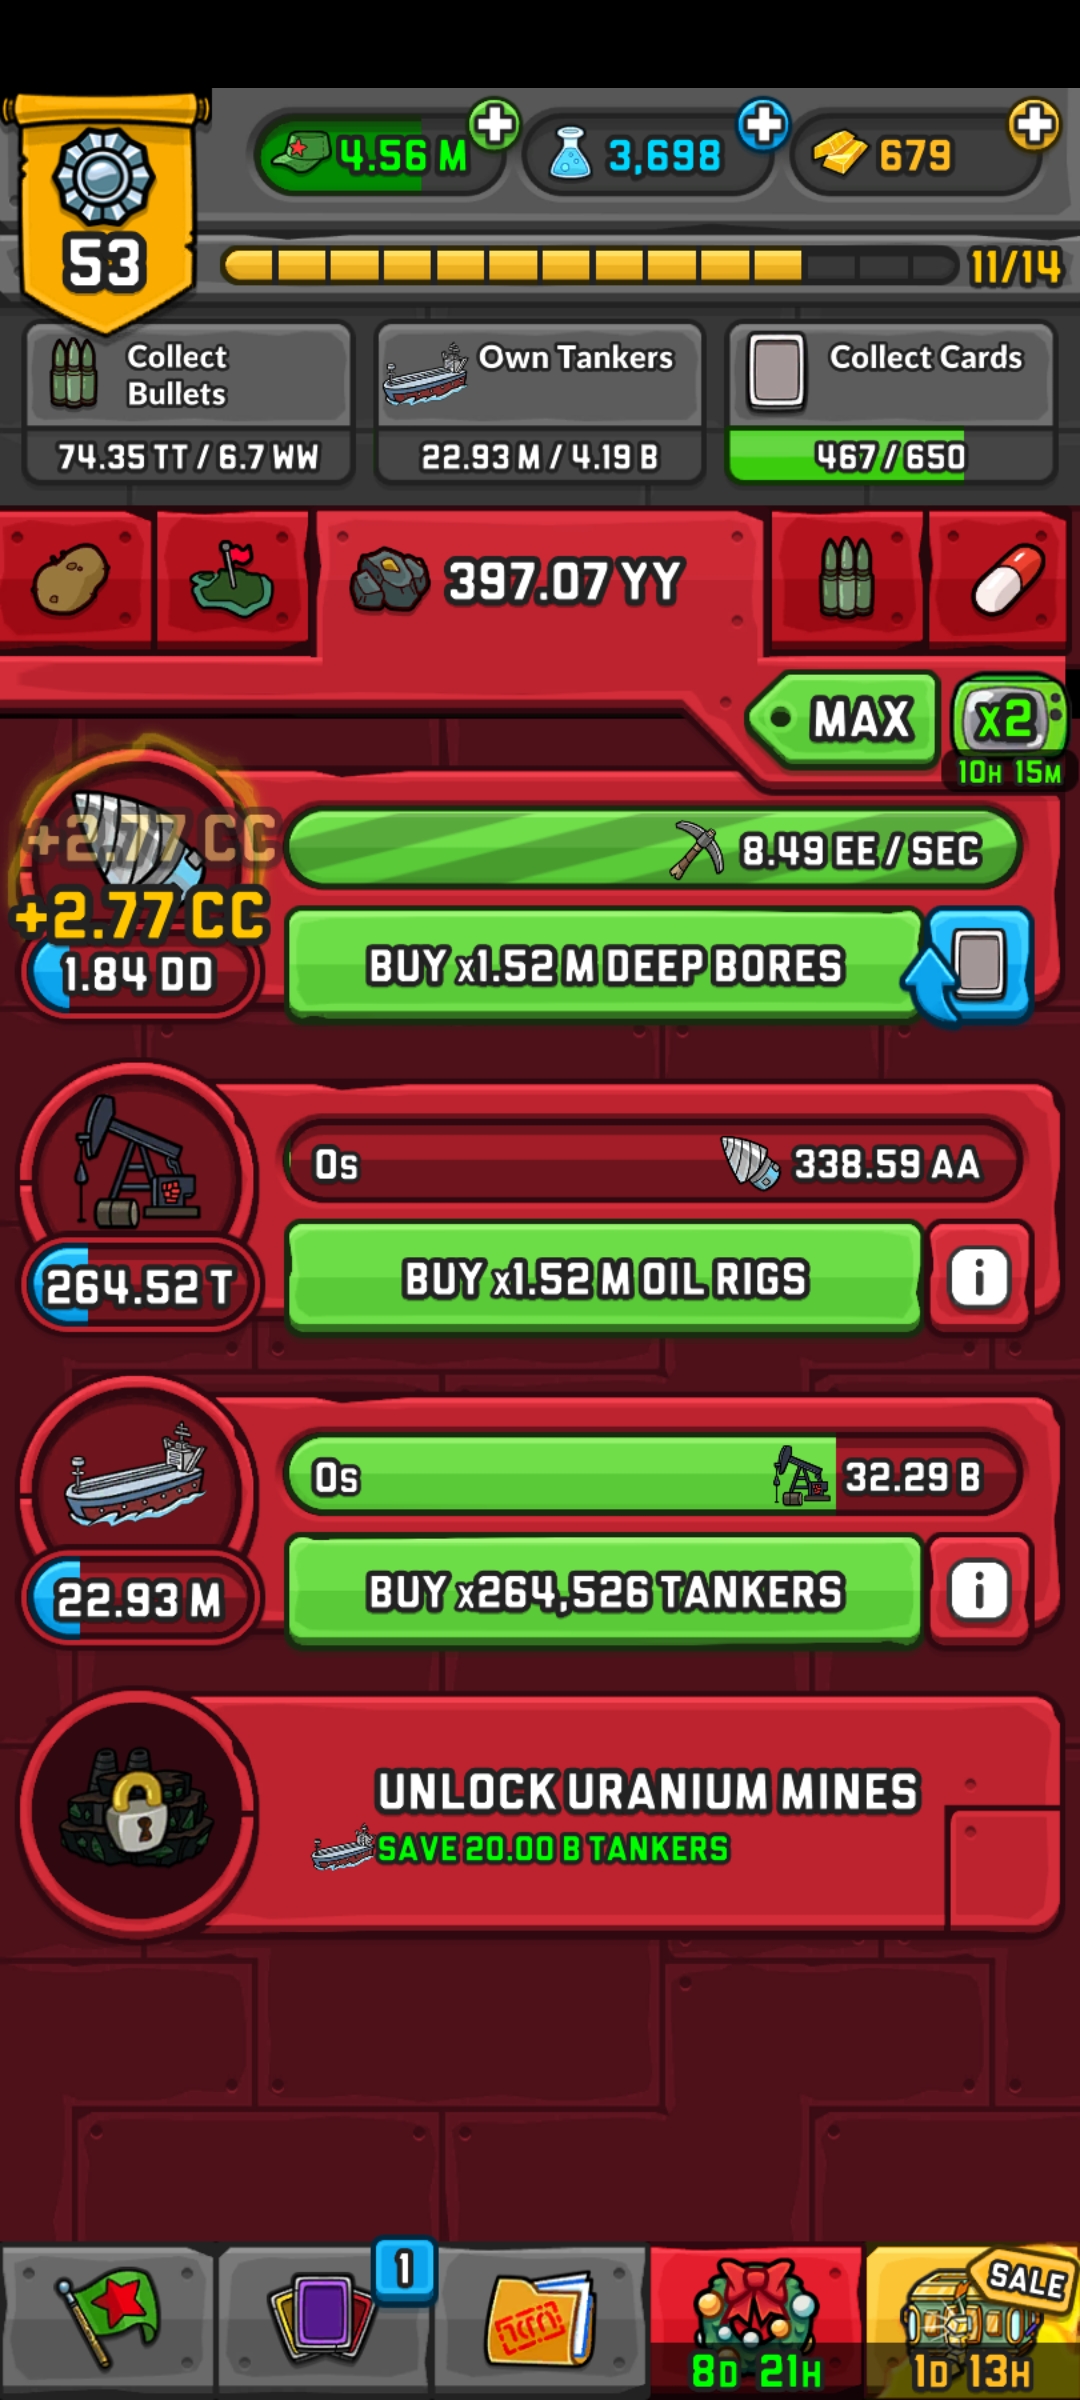 4.56 M
3,698
679
53
11/14
Collect
Bullets
Own Tankers
Collect Cards
74.35 TT / 6.7 WW
22.93 M / 4.19 B
467 / 650
397.07 YY
MAX
x2
10H 15M
+2.77 CC
8.49 EE / SEC
+2.77 CC
BUY x1.52 M DEEP BORES
1.84 DD
0s
338.59 AA
BUY x1.52 M OIL RIGS
264.52 T
i
0s
32.29 B
BUY x264,526 TANKERS
22.93 M
i
UNLOCK URANIUM MINES
SAVE 20.00 B TANKERS
1
SALE
8D 21H
1D 13H